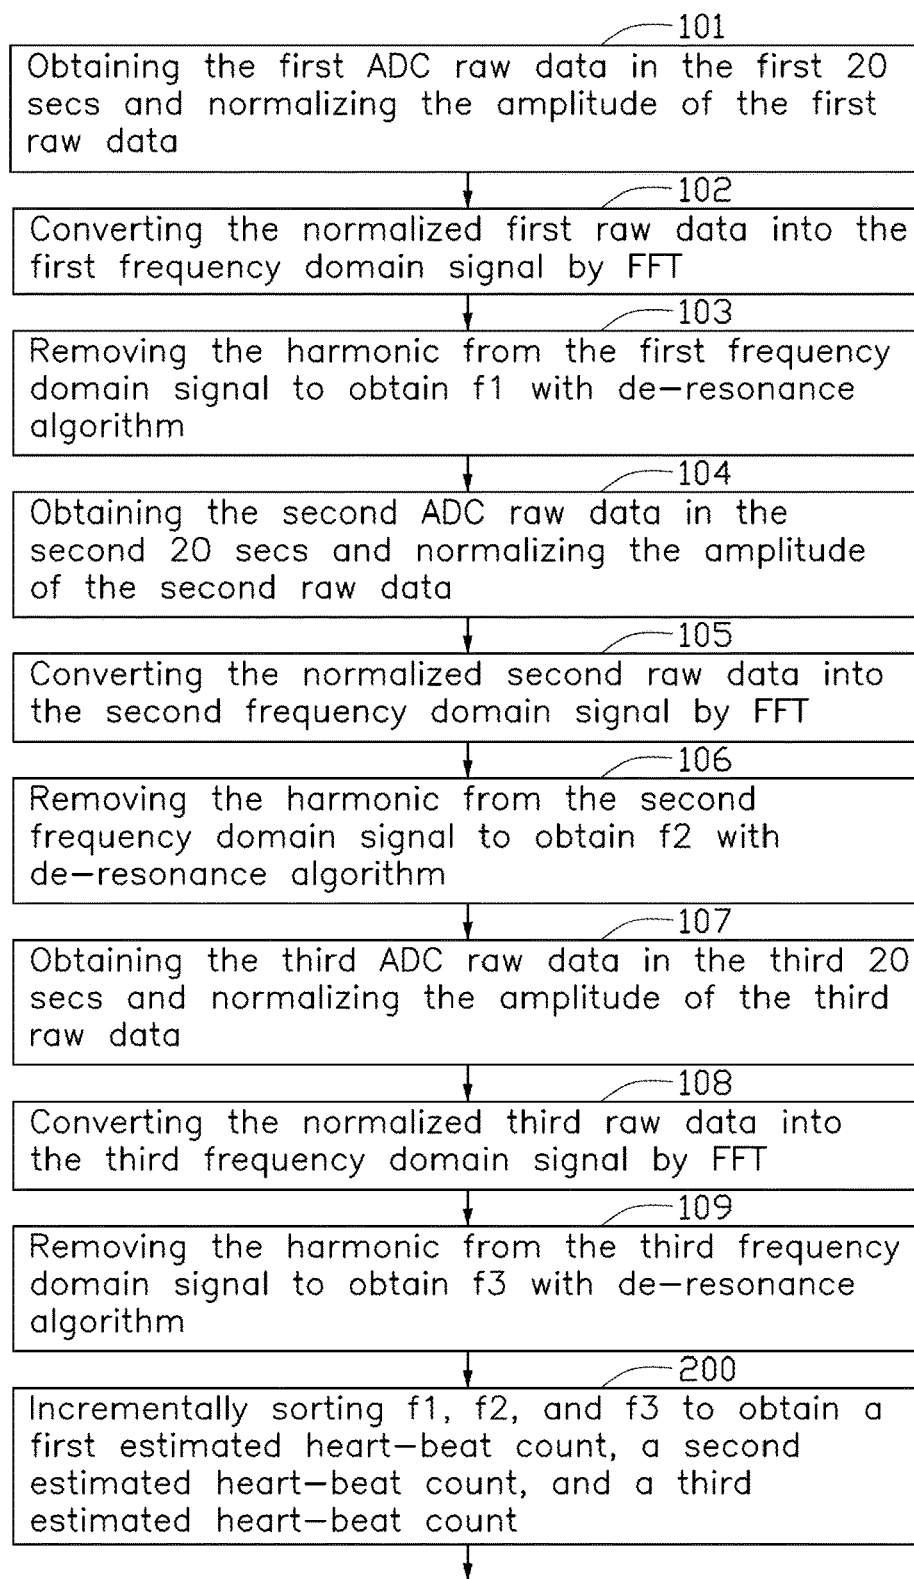 101
Obtaining the first ADC raw data in the first 20
secs and normalizing the amplitude of the first
raw data
102
Converting the normalized first raw data into the
first frequency domain signal by FFT
103
Removing the harmonic from the first frequency
domain signal to obtain f1 with de-resonance
algorithm
104
Obtaining the second ADC raw data in the
second 20 secs and normalizing the amplitude
of the second raw data
105
Converting the normalized second raw data into
the second frequency domain signal by FFT
106
Removing the harmonic from the second
frequency domain signal to obtain f2 with
de-resonance algorithm
107
Obtaining the third ADC raw data in the third 20
secs and normalizing the amplitude of the third
raw data
108
Converting the normalized third raw data into
the third frequency domain signal by FFT
109
Removing the harmonic from the third frequency
domain signal to obtain f3 with de-resonance
algorithm
200
Incrementally sorting f1, f2, and f3 to obtain a
first estimated heart-beat count, a second
estimated heart-beat count, and a third
estimated heart-beat count